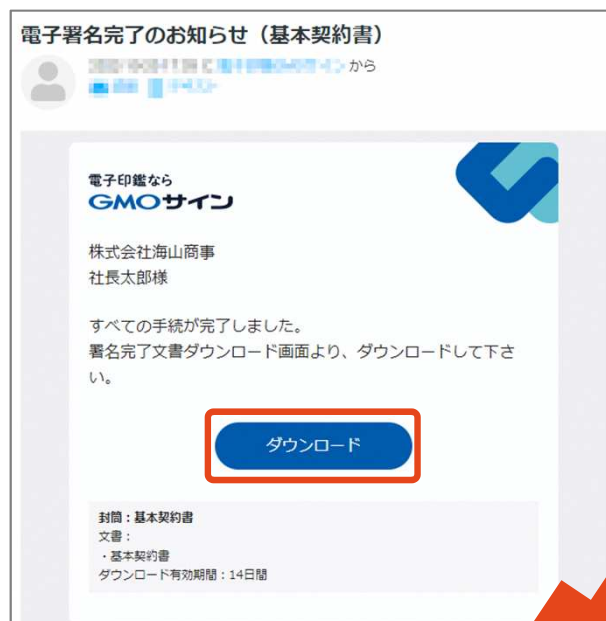 電子署名完了のお知らせ（基本契約書）
から
電子印鑑なら
GMOサイン
株式会社海山商事
社長太郎様
すべての手続が完了しました。
署名完了文書ダウンロード画面より、ダウンロードして下さ
い。
ダウンロード
封筒：基本契約書
文書：
・基本契約書
ダウンロード有効期間：14日間